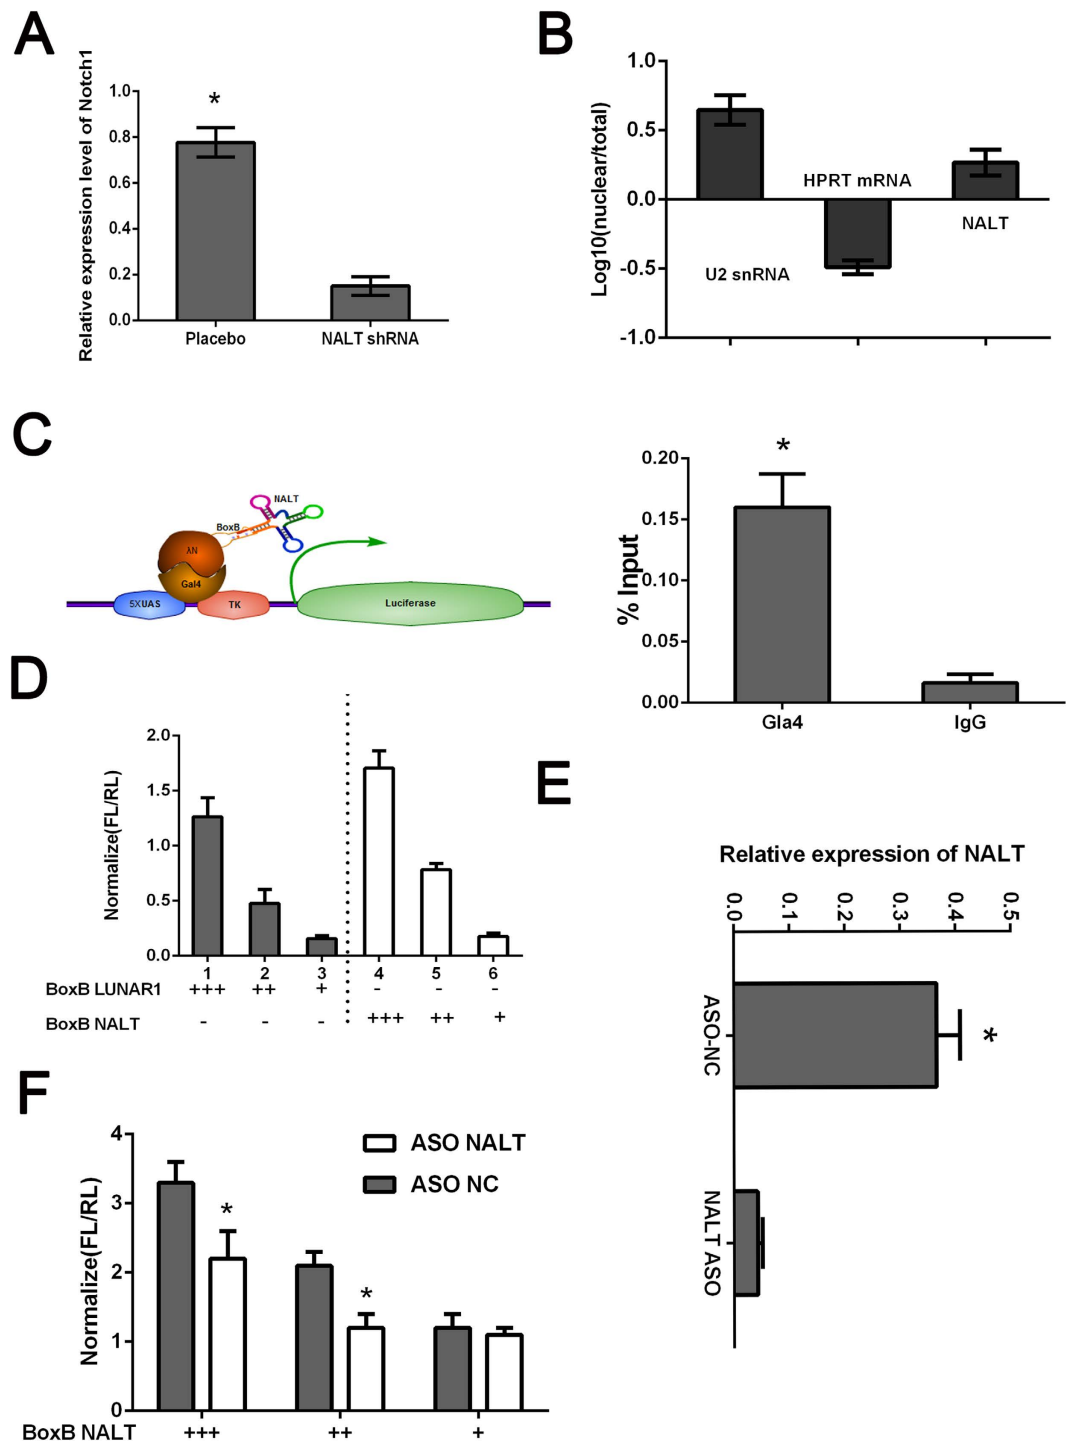 A
Relative expression level of Notch1
1.0
0.8
0.6
0.4
0.2
0.0
*
Placebo
NALT shRNA
B
Log10(nuclear/total)
1.0
0.5
0.0
-0.5
-1.0
HPRT mRNA
NALT
U2 snRNA
C
NALT
BoxB
λN
Gal4
5XUAS
TK
Luciferase
% Input
0.20
0.15
0.10
0.05
0.00
*
Gla4
IgG
D
Normalize(FL/RL)
2.0
1.5
1.0
0.5
0.0
1 2 3 4 5 6
BoxB LUNAR1 +++ ++ + - - -
BoxB NALT - - - +++ ++ +
E
Relative expression of NALT
0.0 0.1 0.2 0.3 0.4 0.5
ASO-NC
*
NALT ASO
F
Normalize(FL/RL)
4
3
2
1
0
ASO NALT
ASO NC
*
*
BoxB NALT +++ ++ +